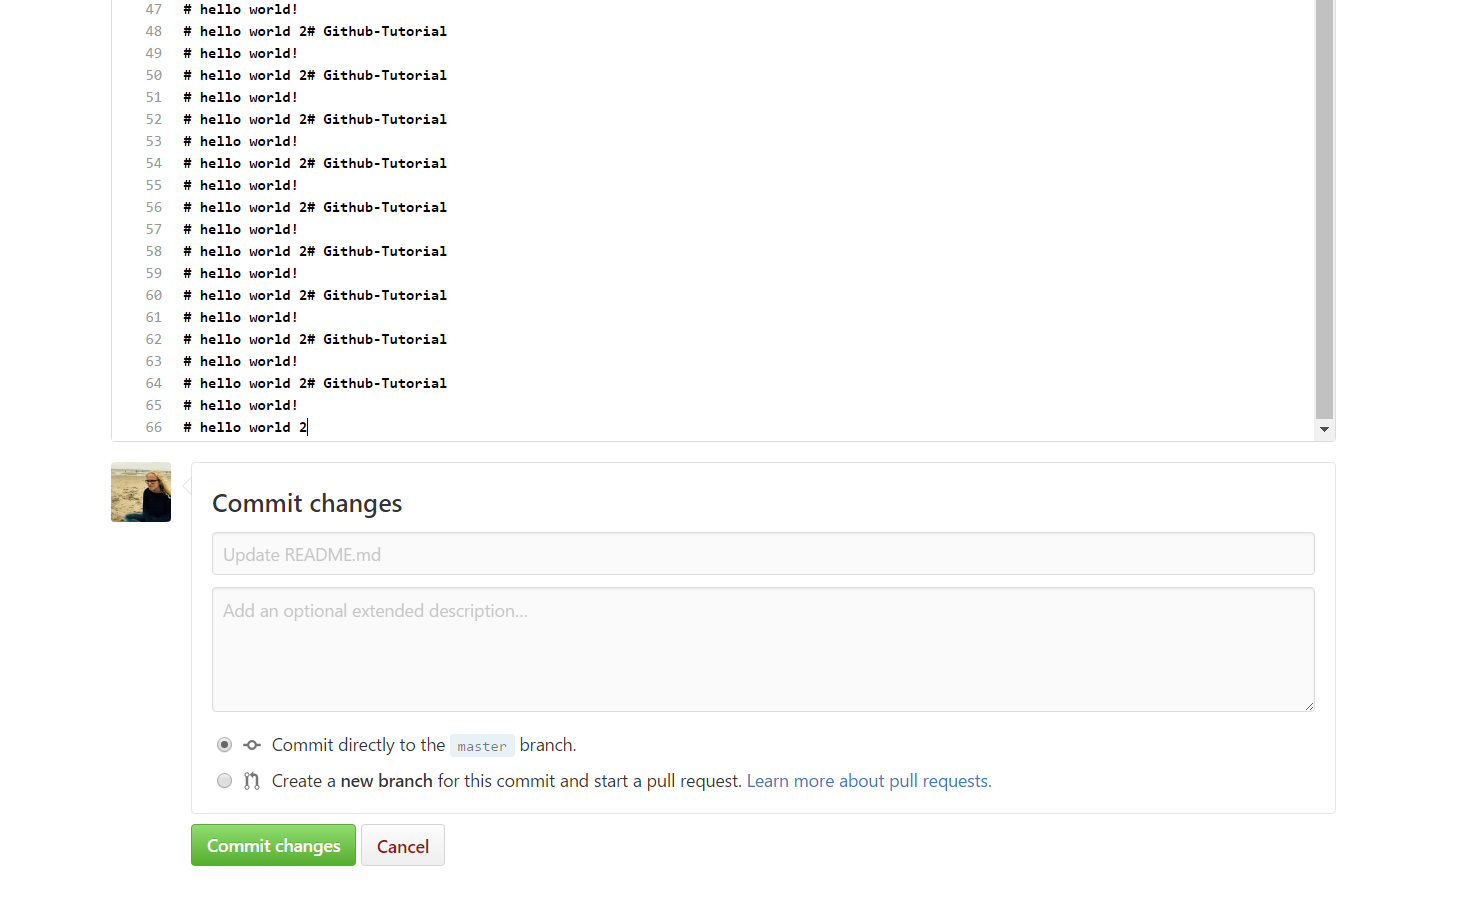 47 # hello world!
48 # hello world 2# Github-Tutorial
49 # hello world!
50 # hello world 2# Github-Tutorial
51 # hello world!
52 # hello world 2# Github-Tutorial
53 # hello world!
54 # hello world 2# Github-Tutorial
55 # hello world!
56 # hello world 2# Github-Tutorial
57 # hello world!
58 # hello world 2# Github-Tutorial
59 # hello world!
60 # hello world 2# Github-Tutorial
61 # hello world!
62 # hello world 2# Github-Tutorial
63 # hello world!
64 # hello world 2# Github-Tutorial
65 # hello world!
66 # hello world 2
Commit changes
Update README.md
Add an optional extended description...
Commit directly to the master branch.
Create a new branch for this commit and start a pull request. Learn more about pull requests.
Commit changes Cancel